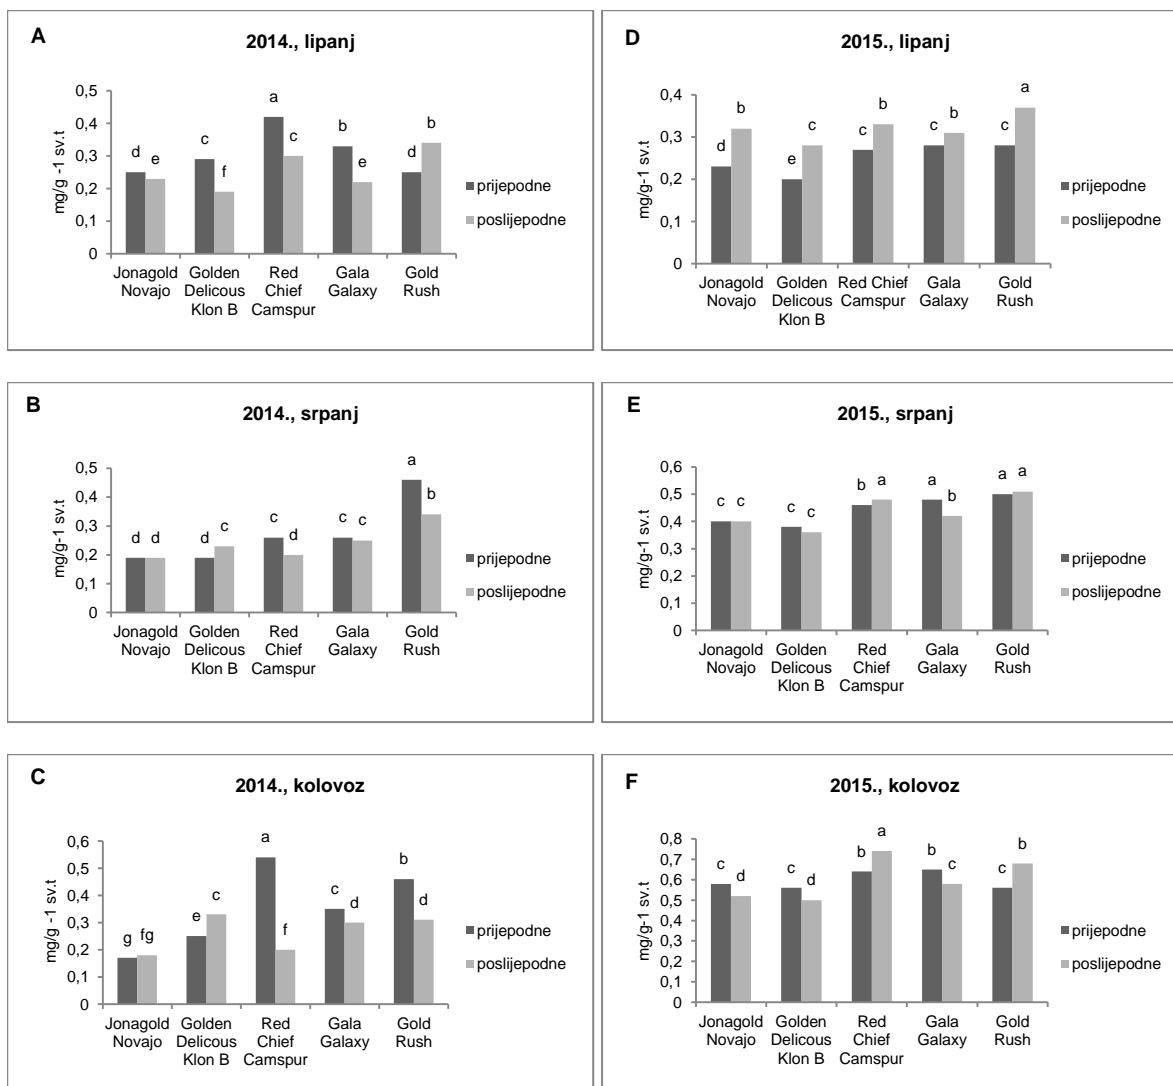 A
2014., lipanj
mg/g -1 sv.t
0,5
0,4
0,3
0,2
0,1
0
d e c f a c b e d b
Jonagold Novajo
Golden Delicous Klon B
Red Chief Camspur
Gala Galaxy
Gold Rush
prijepodne
poslijepodne
D
2015., lipanj
mg/g-1 sv.t
0,4
0,3
0,2
0,1
0
d b e c c b c b c a
Jonagold Novajo
Golden Delicous Klon B
Red Chief Camspur
Gala Galaxy
Gold Rush
prijepodne
poslijepodne
B
2014., srpanj
mg/g-1 sv.t
0,5
0,4
0,3
0,2
0,1
0
d d d c c d c c a b
Jonagold Novajo
Golden Delicous Klon B
Red Chief Camspur
Gala Galaxy
Gold Rush
prijepodne
poslijepodne
E
2015., srpanj
mg/g-1 sv.t
0,6
0,5
0,4
0,3
0,2
0,1
0
c c c c b a a b a a
Jonagold Novajo
Golden Delicous Klon B
Red Chief Camspur
Gala Galaxy
Gold Rush
prijepodne
poslijepodne
C
2014., kolovoz
mg/g -1 sv.t
0,6
0,5
0,4
0,3
0,2
0,1
0
g fg e c a f c d b d
Jonagold Novajo
Golden Delicous Klon B
Red Chief Camspur
Gala Galaxy
Gold Rush
prijepodne
poslijepodne
F
2015., kolovoz
mg/g-1 sv.t
0,8
0,7
0,6
0,5
0,4
0,3
0,2
0,1
0
c d c d b a b c c b
Jonagold Novajo
Golden Delicous Klon B
Red Chief Camspur
Gala Galaxy
Gold Rush
prijepodne
poslijepodne